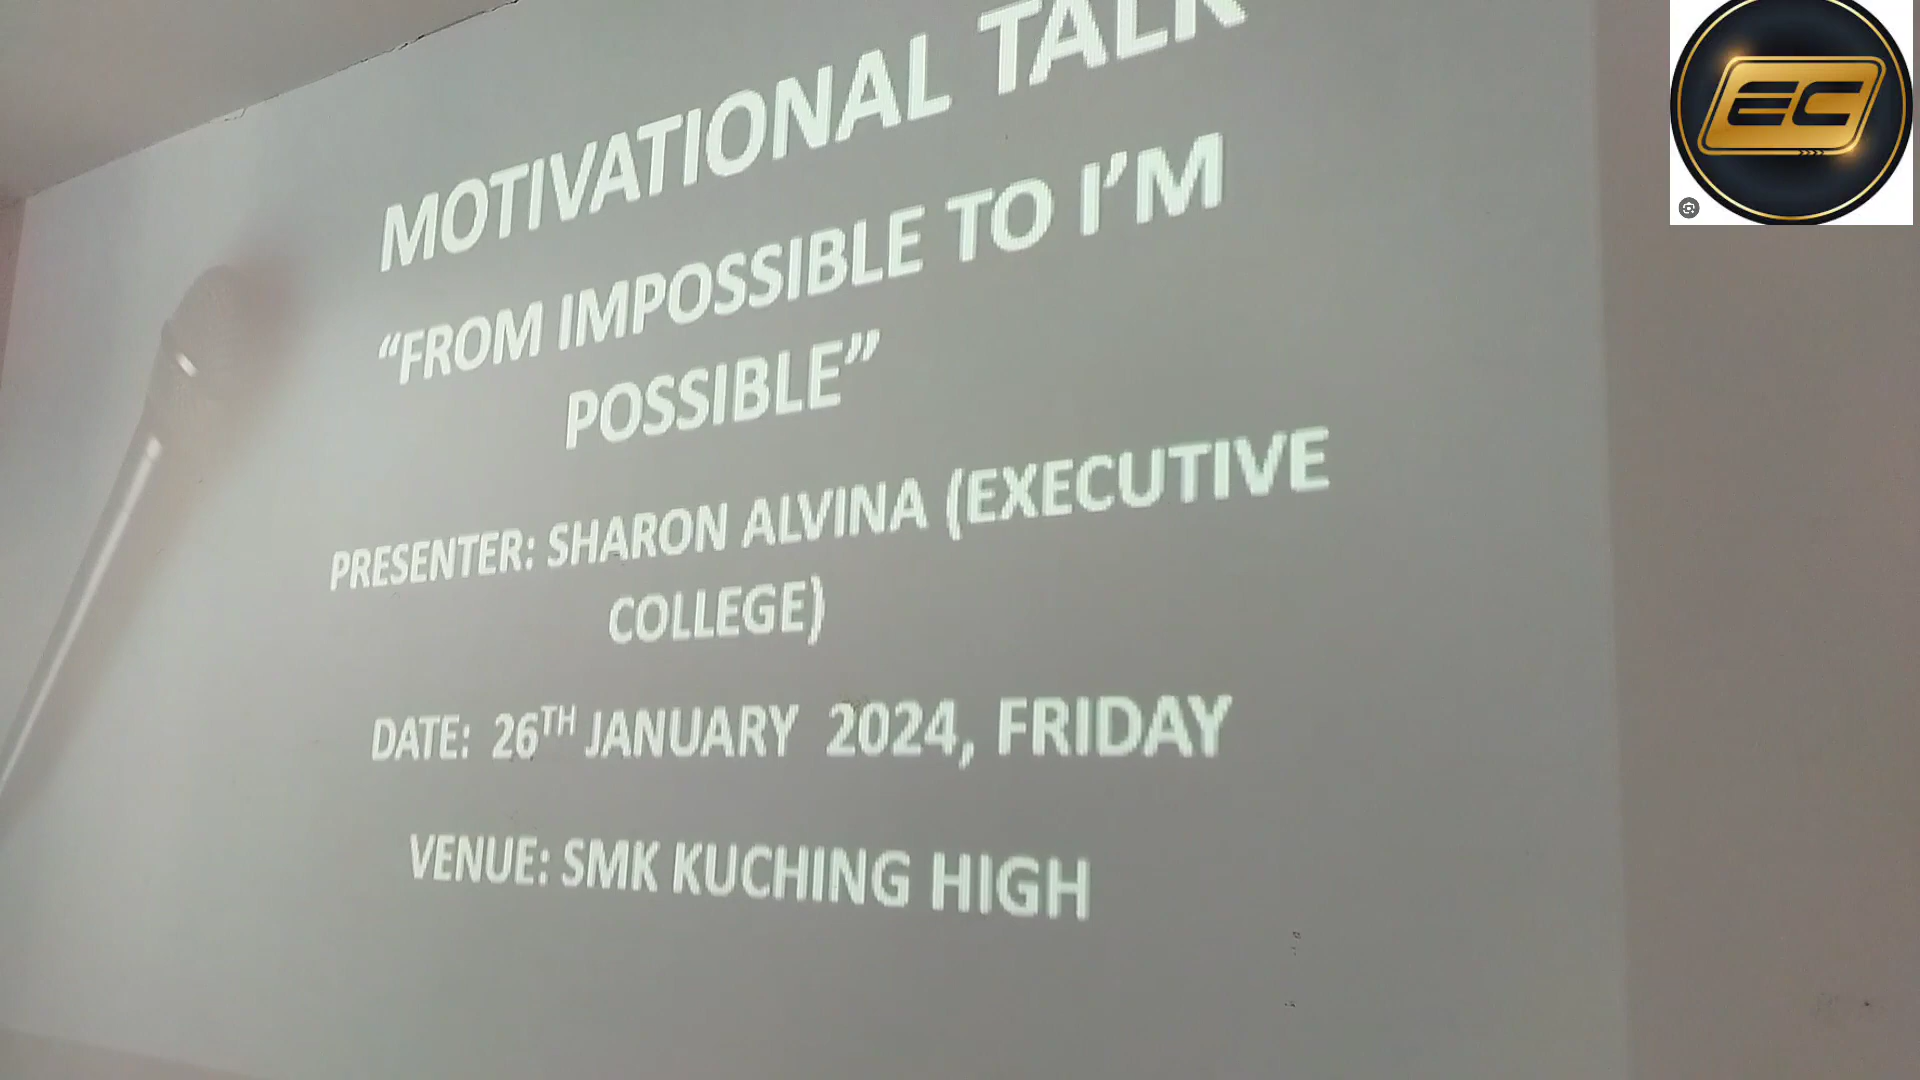 MOTIVATIONAL TALK
“FROM IMPOSSIBLE TO I’M
POSSIBLE”
PRESENTER: SHARON ALVINA (EXECUTIVE
COLLEGE)
DATE: 26TH JANUARY 2024, FRIDAY
VENUE: SMK KUCHING HIGH
EC